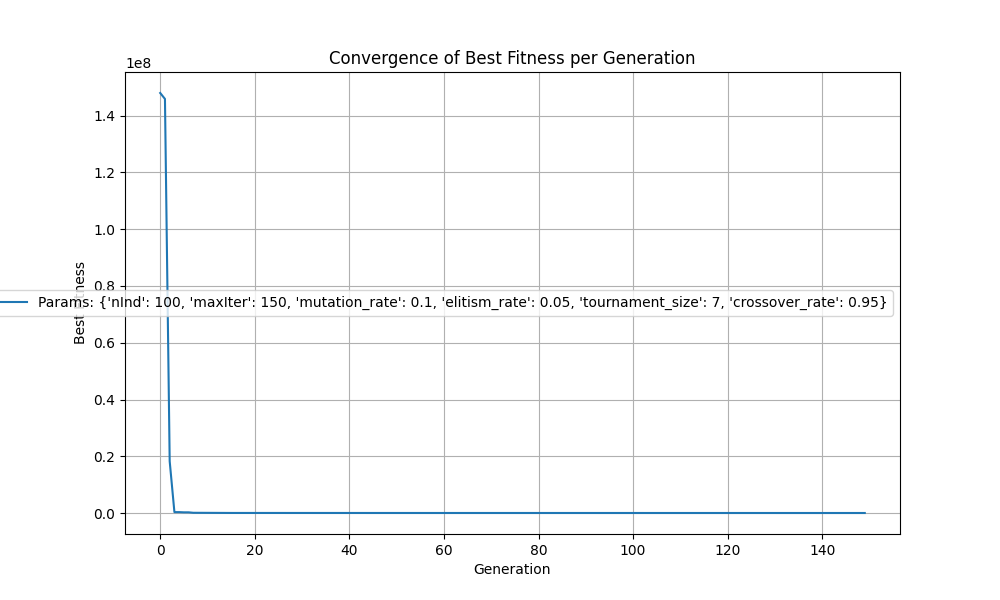 Convergence of Best Fitness per Generation
1e8
1.4
1.2
1.0
0.8
0.6
0.4
0.2
0.0
Best ness
Params: {'nInd': 100, 'maxIter': 150, 'mutation_rate': 0.1, 'elitism_rate': 0.05, 'tournament_size': 7, 'crossover_rate': 0.95}
0 20 40 60 80 100 120 140
Generation